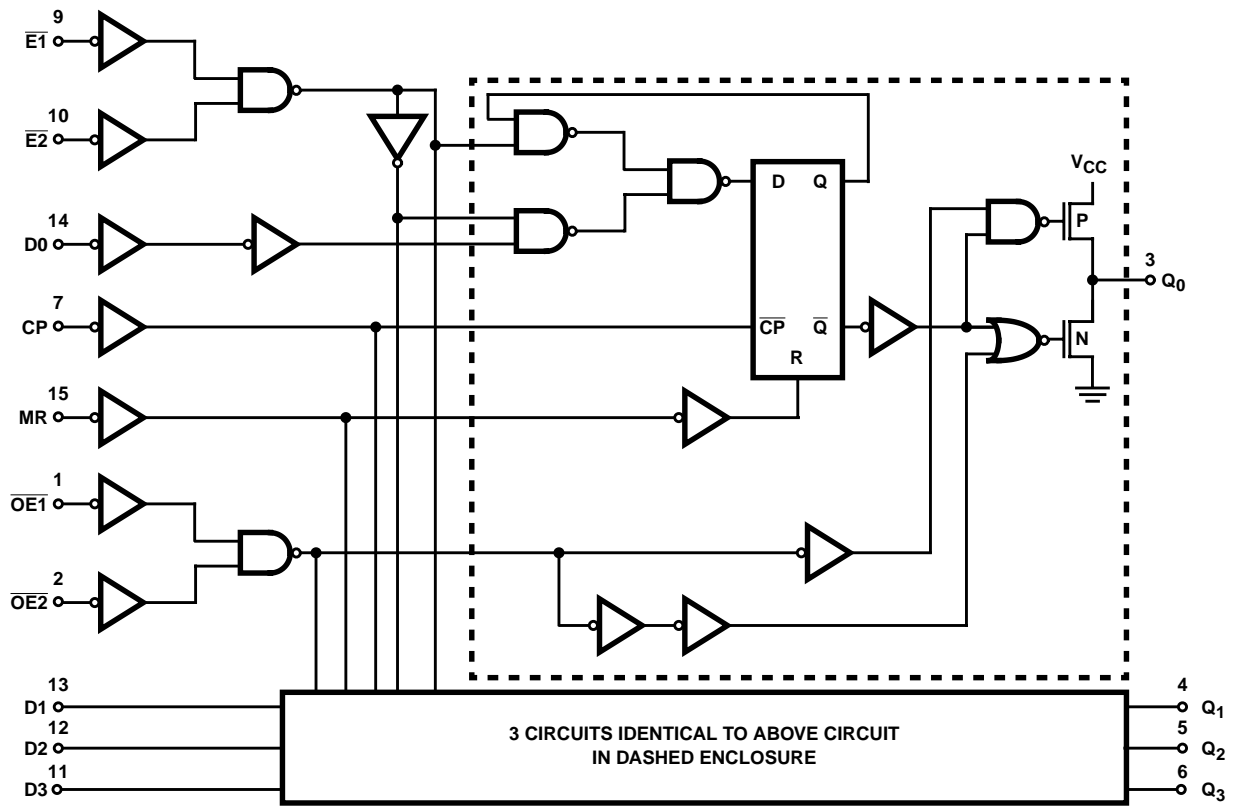 9
E1
10
E2
14
D0
7
CP
15
MR
1
OE1
2
OE2
D Q
CP Q
R
VCC
P
N
3
Q0
13
D1
12
D2
11
D3
3 CIRCUITS IDENTICAL TO ABOVE CIRCUIT
IN DASHED ENCLOSURE
4
Q1
5
Q2
6
Q3